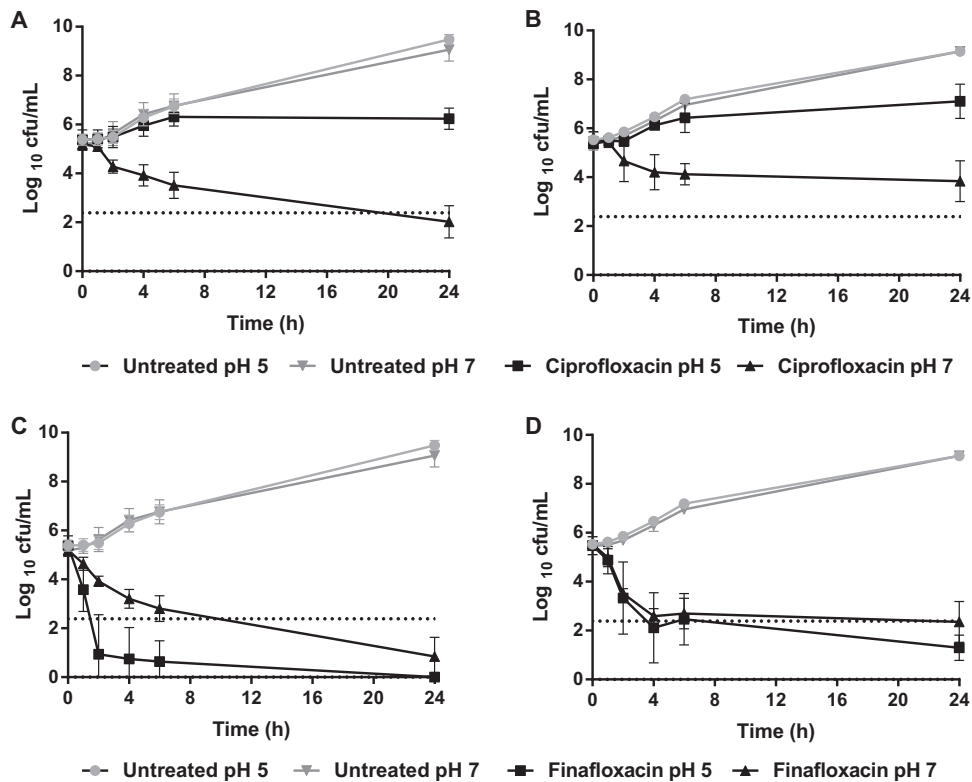 A
B
Log 10 cfu/mL
10
8
6
4
2
0
0 4 8 12 16 20 24
Time (h)
Log 10 cfu/mL
10
8
6
4
2
0
0 4 8 12 16 20 24
Time (h)
Untreated pH 5 Untreated pH 7 Ciprofloxacin pH 5 Ciprofloxacin pH 7
C
D
Log 10 cfu/mL
10
8
6
4
2
0
0 4 8 12 16 20 24
Time (h)
Log 10 cfu/mL
10
8
6
4
2
0
0 4 8 12 16 20 24
Time (h)
Untreated pH 5 Untreated pH 7 Finafloxacin pH 5 Finafloxacin pH 7